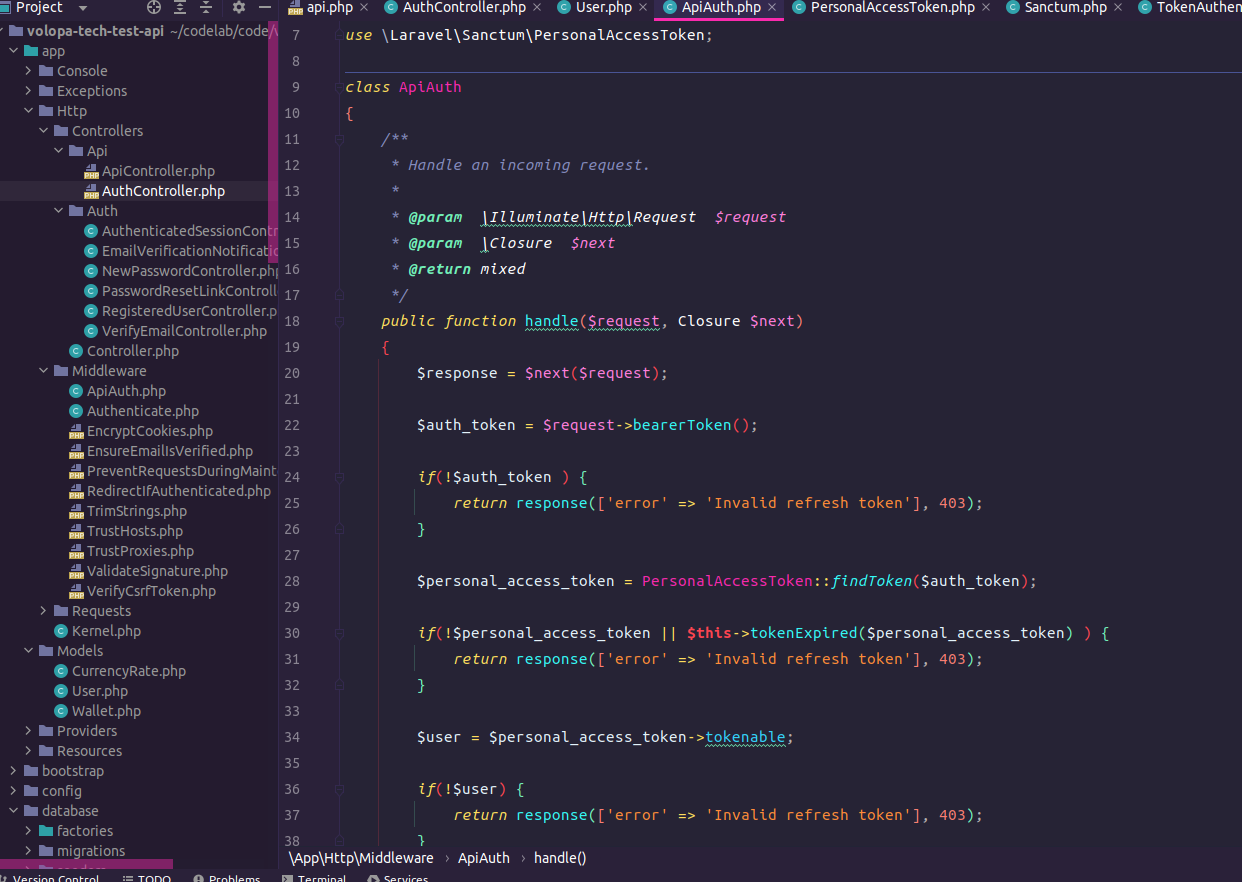 Project
api.php
AuthController.php
User.php
ApiAuth.php
PersonalAccessToken.php
Sanctum.php
TokenAuthen
volopa-tech-test-api ~/codelab/code/v
app
Console
Exceptions
Http
Controllers
Api
ApiController.php
AuthController.php
Auth
AuthenticatedSessionContr
EmailVerificationNotificatio
NewPasswordController.php
PasswordResetLinkControll
RegisteredUserController.p
VerifyEmailController.php
Controller.php
Middleware
ApiAuth.php
Authenticate.php
EncryptCookies.php
EnsureEmailIsVerified.php
PreventRequestsDuringMaint
RedirectIfAuthenticated.php
TrimStrings.php
TrustHosts.php
TrustProxies.php
ValidateSignature.php
VerifyCsrfToken.php
Requests
Kernel.php
Models
CurrencyRate.php
User.php
Wallet.php
Providers
Resources
bootstrap
config
database
factories
migrations
7 use \Laravel\Sanctum\PersonalAccessToken;
8
9 class ApiAuth
10 {
11 /**
12 * Handle an incoming request.
13 *
14 * @param \Illuminate\Http\Request $request
15 * @param \Closure $next
16 * @return mixed
17 */
18 public function handle($request, Closure $next)
19 {
20 $response = $next($request);
21
22 $auth_token = $request->bearerToken();
23
24 if(!$auth_token ) {
25 return response(['error' => 'Invalid refresh token'], 403);
26 }
27
28 $personal_access_token = PersonalAccessToken::findToken($auth_token);
29
30 if(!$personal_access_token || $this->tokenExpired($personal_access_token) ) {
31 return response(['error' => 'Invalid refresh token'], 403);
32 }
33
34 $user = $personal_access_token->tokenable;
35
36 if(!$user) {
37 return response(['error' => 'Invalid refresh token'], 403);
38 }
\App\Http\Middleware › ApiAuth › handle()
Version Control
TODO
Problems
Terminal
Services